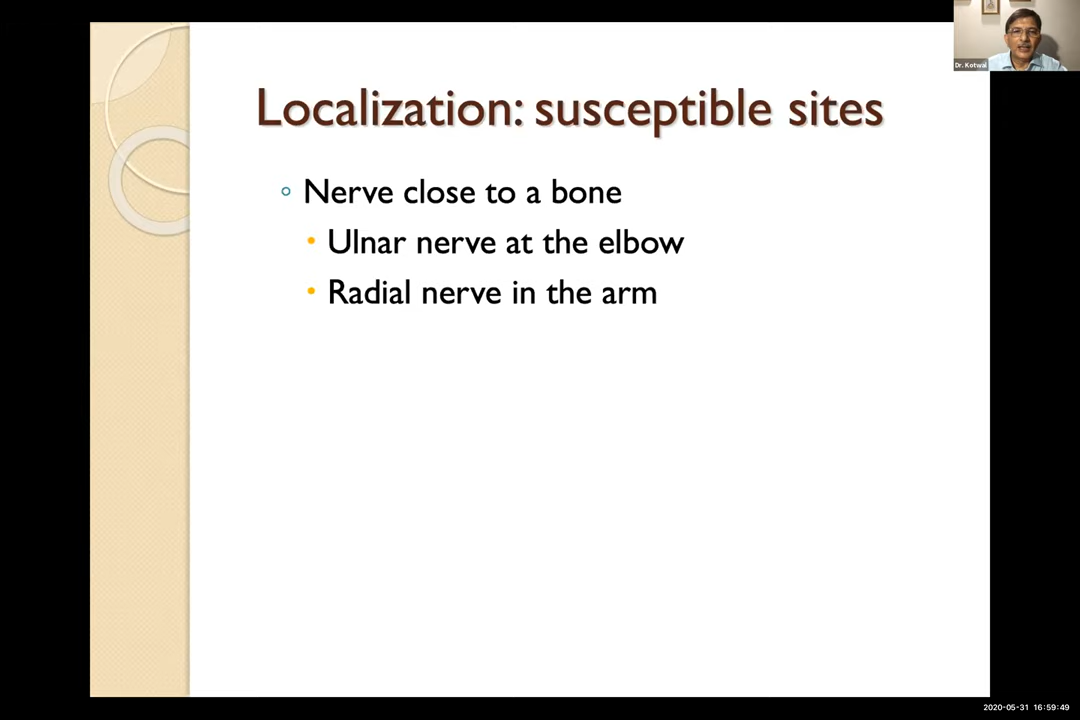 Dr. Kotwal
Localization: susceptible sites
Nerve close to a bone
Ulnar nerve at the elbow
Radial nerve in the arm
2020-05-31 16:59:49